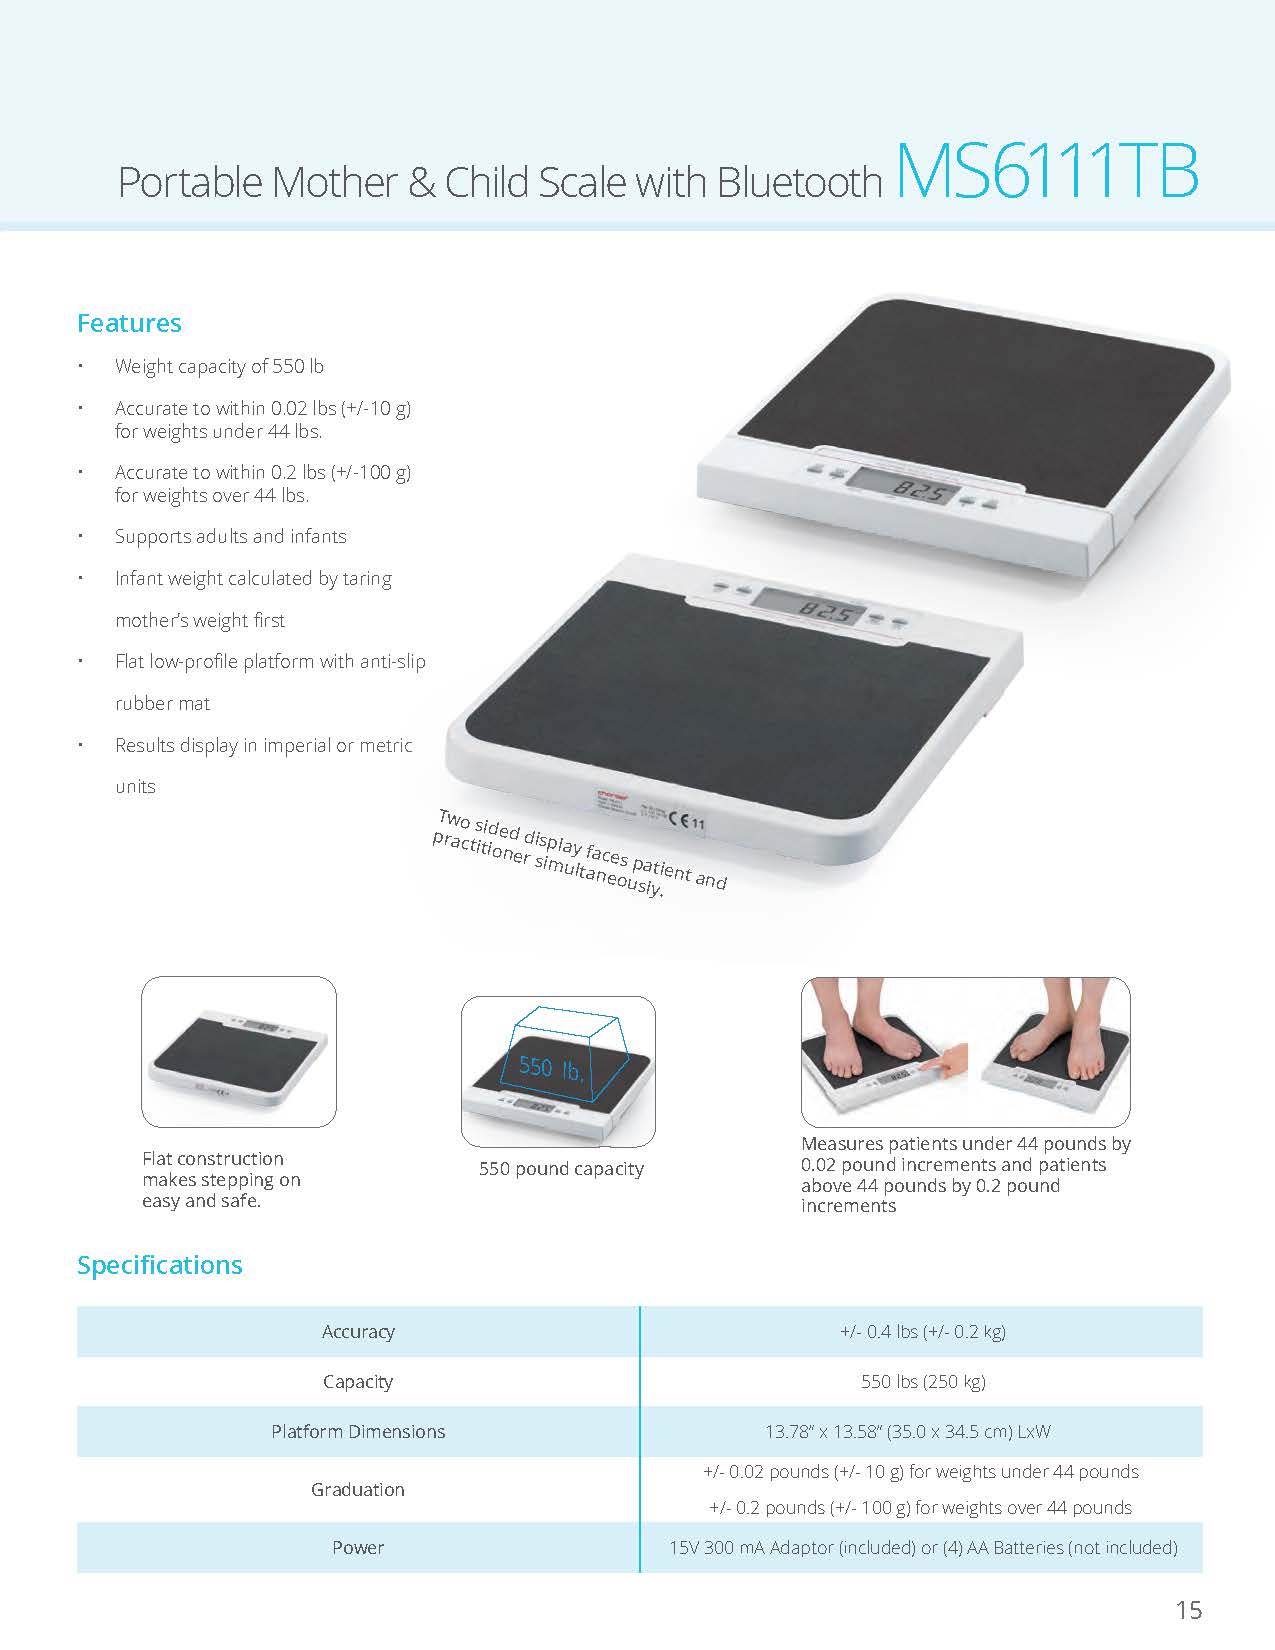 Portable Mother & Child Scale with Bluetooth MS6111TB
Features
• Weight capacity of 550 lb
• Accurate to within 0.02 lbs (+/-10 g)
for weights under 44 lbs.
• Accurate to within 0.2 lbs (+/-100 g)
for weights over 44 lbs.
• Supports adults and infants
• Infant weight calculated by taring
mother’s weight first
• Flat low-profile platform with anti-slip
rubber mat
• Results display in imperial or metric
units
82.5
82.5
charder
CE 11
Two sided display faces patient and
practitioner simultaneously.
550 lb.
82.5
82.5
Flat construction
makes stepping on
easy and safe.
550 pound capacity
Measures patients under 44 pounds by
0.02 pound increments and patients
above 44 pounds by 0.2 pound
increments
Specifications
Accuracy +/- 0.4 lbs (+/- 0.2 kg)
Capacity 550 lbs (250 kg)
Platform Dimensions 13.78” x 13.58” (35.0 x 34.5 cm) LxW
Graduation +/- 0.02 pounds (+/- 10 g) for weights under 44 pounds
+/- 0.2 pounds (+/- 100 g) for weights over 44 pounds
Power 15V 300 mA Adaptor (included) or (4) AA Batteries (not included)
15